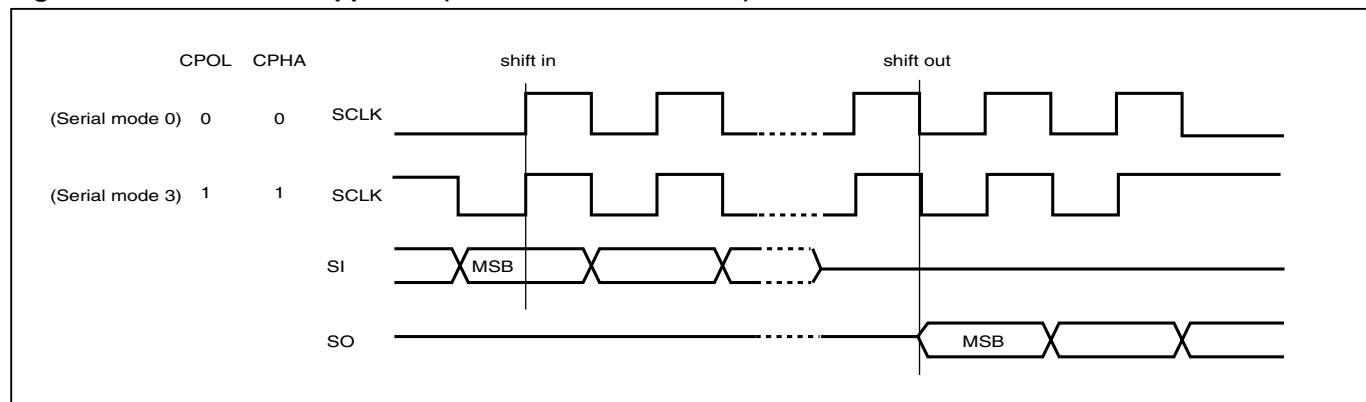 CPOL CPHA shift in shift out
(Serial mode 0) 0 0 SCLK
(Serial mode 3) 1 1 SCLK
SI MSB
SO MSB